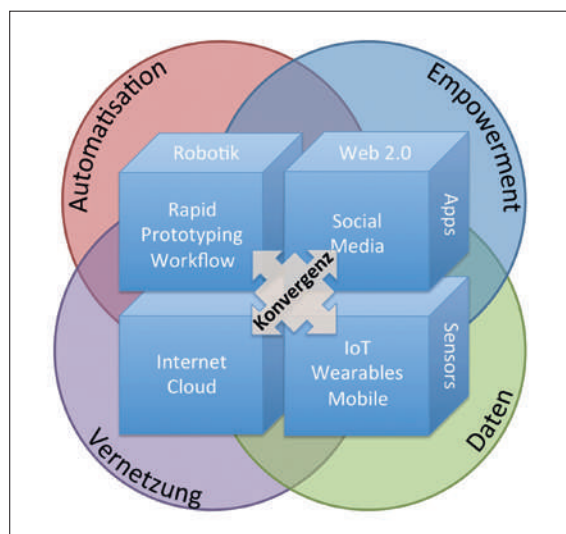 Automatisation
Empowerment
Robotik
Web 2.0
Rapid
Prototyping
Workflow
Social
Media
Apps
Konvergenz
Internet
Cloud
IoT
Wearables
Mobile
Sensors
Vernetzung
Daten